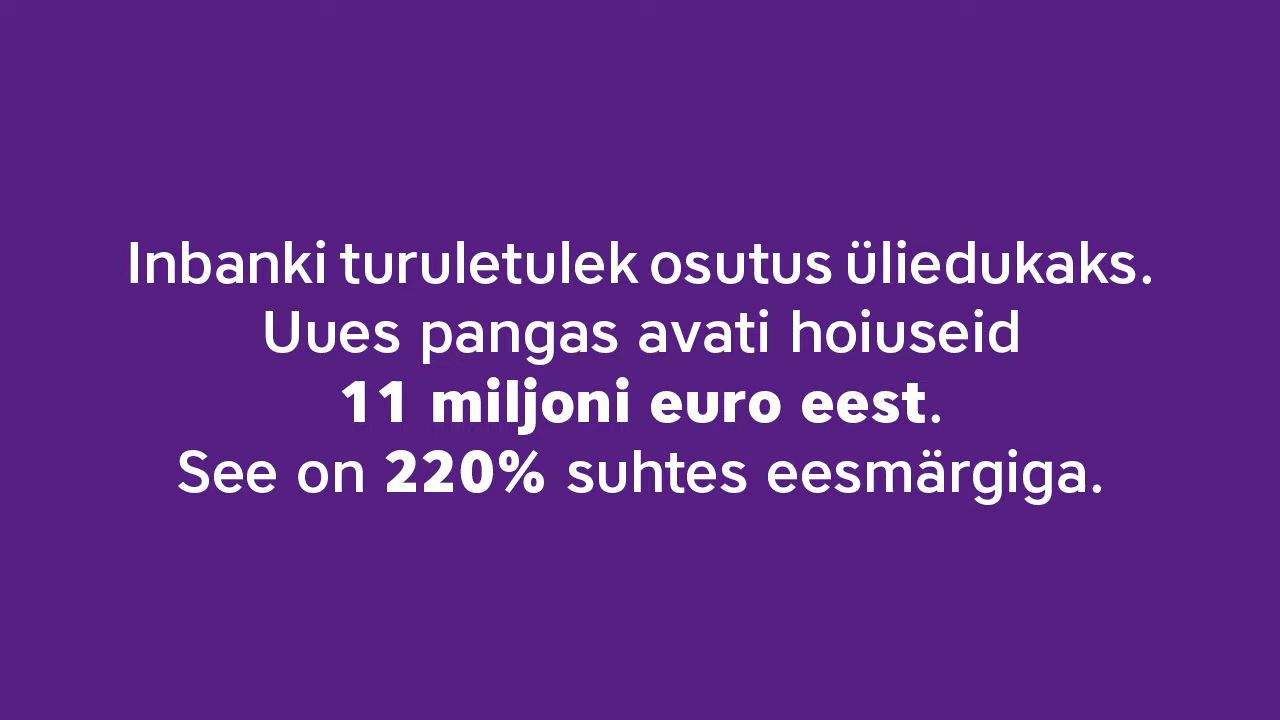 Inbanki turuletulek osutus üliedukaks.
Uues pangas avati hoiuseid
11 miljoni euro eest.
See on 220% suhtes eesmärgiga.